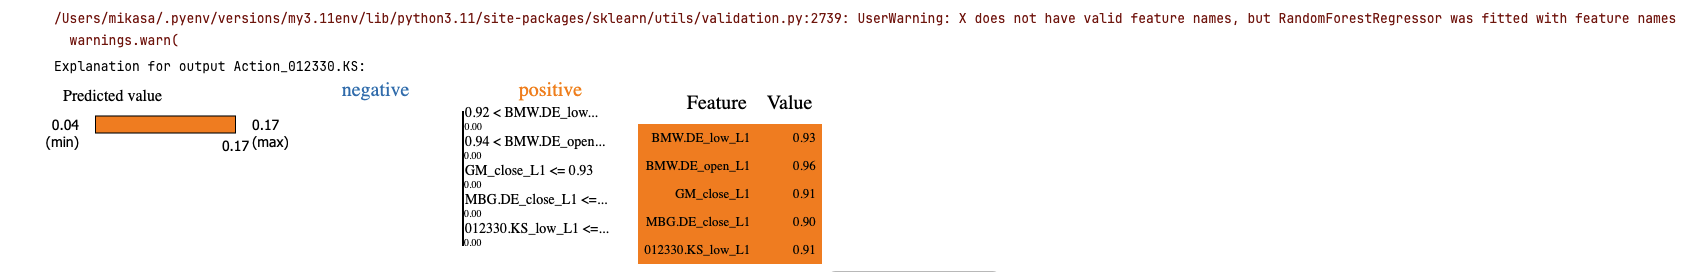 /Users/mikasa/.pyenv/versions/my3.11env/lib/python3.11/site-packages/sklearn/utils/validation.py:2739: UserWarning: X does not have valid feature names, but RandomForestRegressor was fitted with feature names
warnings.warn(
Explanation for output Action_012330.KS:
Predicted value
0.04
(min)
0.17
(max)
0.17
negative
positive
0.92 < BMW.DE_low...
0.00
0.94 < BMW.DE_open...
0.00
GM_close_L1 <= 0.93
0.00
MBG.DE_close_L1 <=...
0.00
012330.KS_low_L1 <=...
0.00
Feature Value
BMW.DE_low_L1 0.93
BMW.DE_open_L1 0.96
GM_close_L1 0.91
MBG.DE_close_L1 0.90
012330.KS_low_L1 0.91